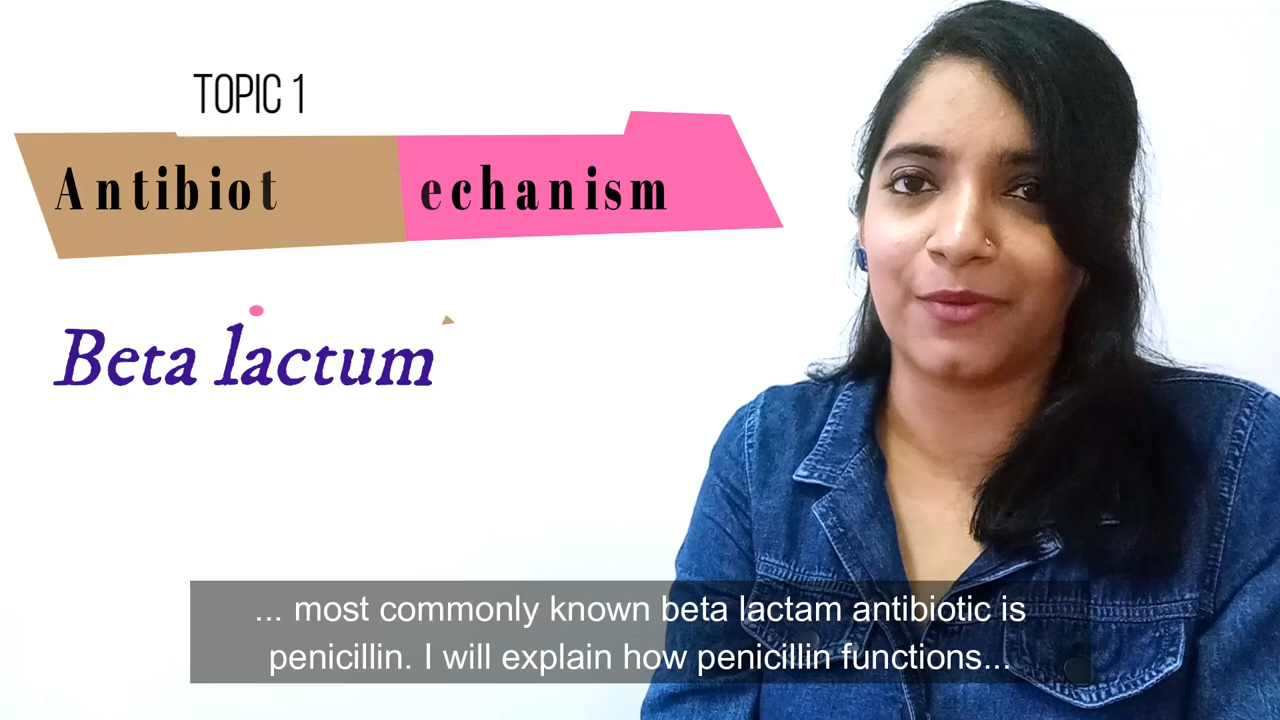 TOPIC 1
Antibiot echanism
Beta lactum
... most commonly known beta lactam antibiotic is
penicillin. I will explain how penicillin functions...